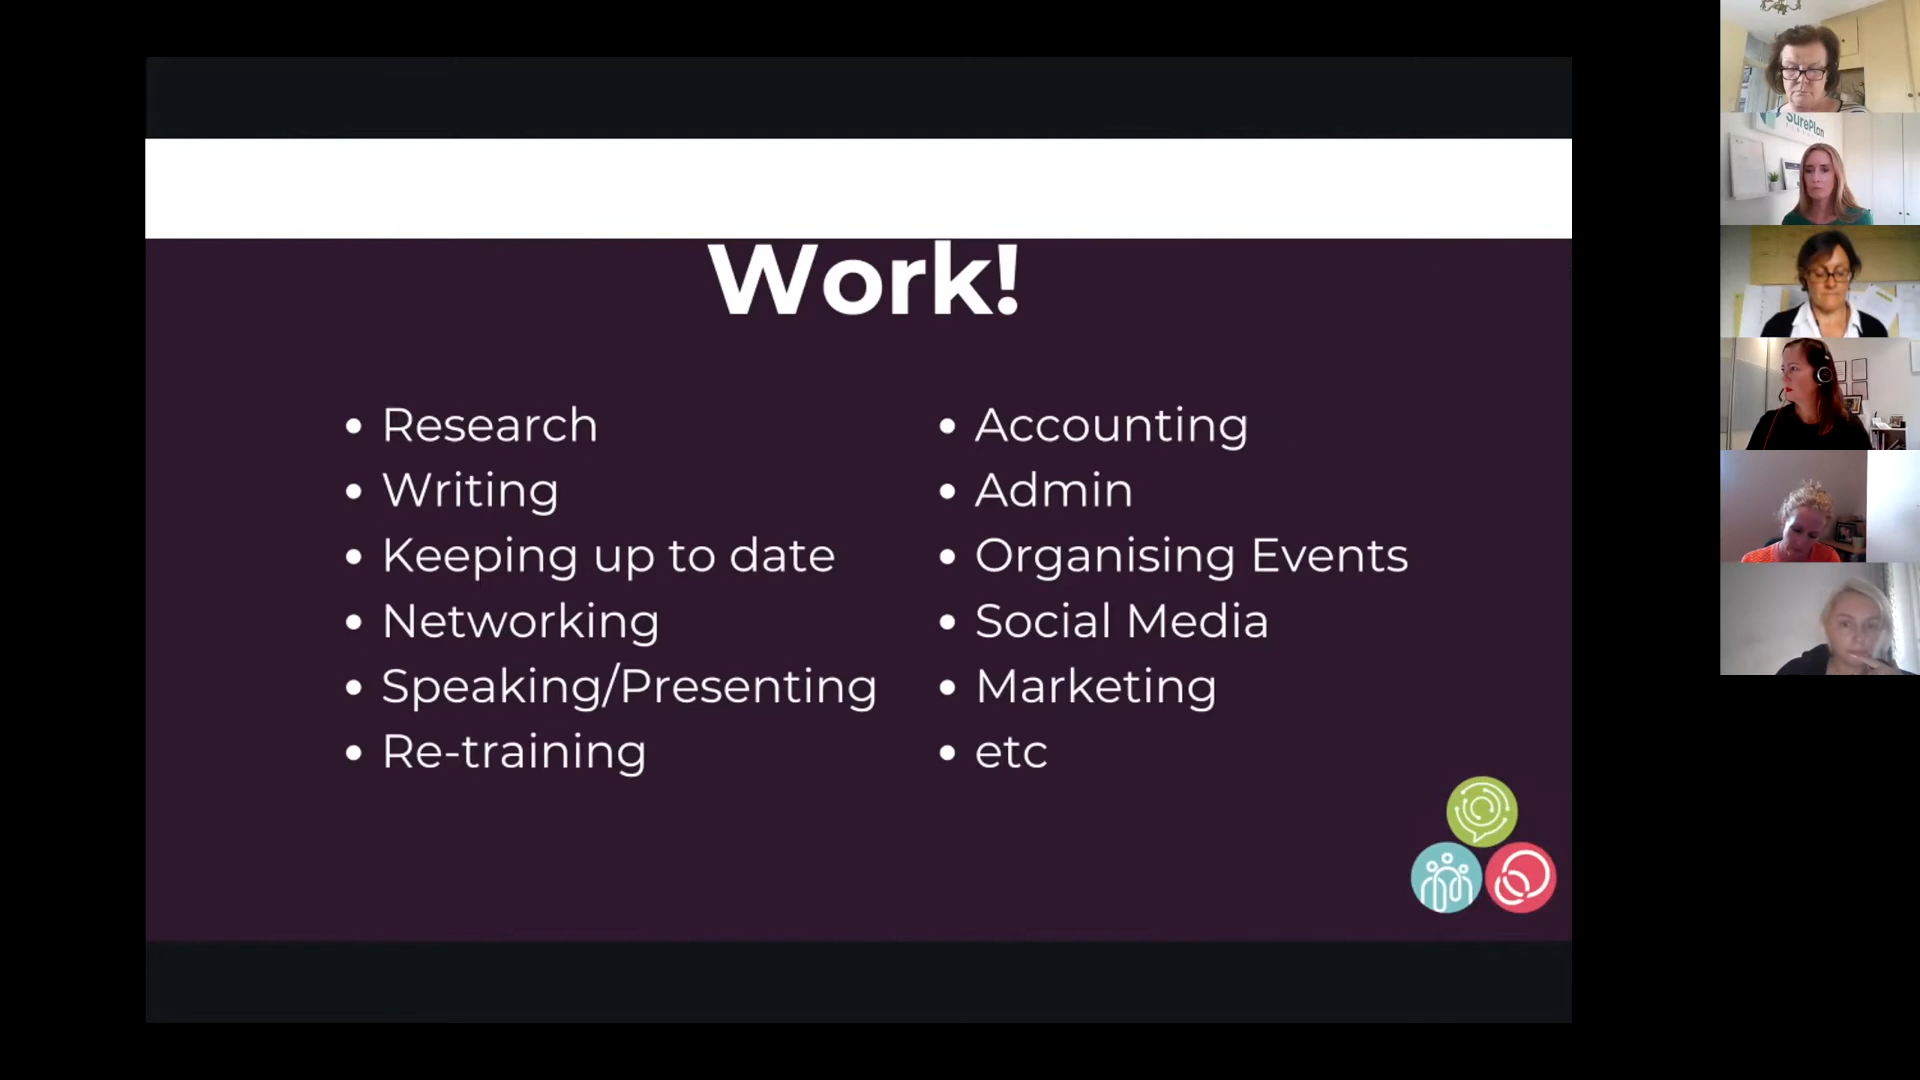 Work!
Research
Writing
Keeping up to date
Networking
Speaking/Presenting
Re-training
Accounting
Admin
Organising Events
Social Media
Marketing
etc
SurePlan